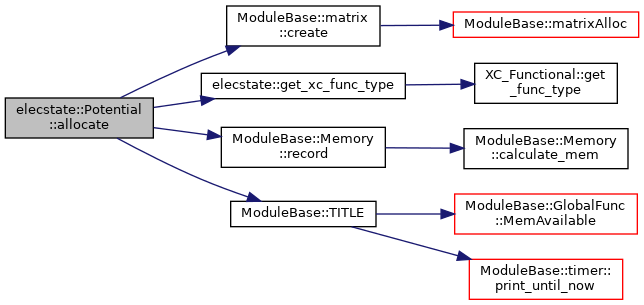 elecstate::Potential
::allocate
ModuleBase::matrix
::create
ModuleBase::matrixAlloc
elecstate::get_xc_func_type
XC_Functional::get
_func_type
ModuleBase::Memory
::record
ModuleBase::Memory
::calculate_mem
ModuleBase::TITLE
ModuleBase::GlobalFunc
::MemAvailable
ModuleBase::timer::
print_until_now